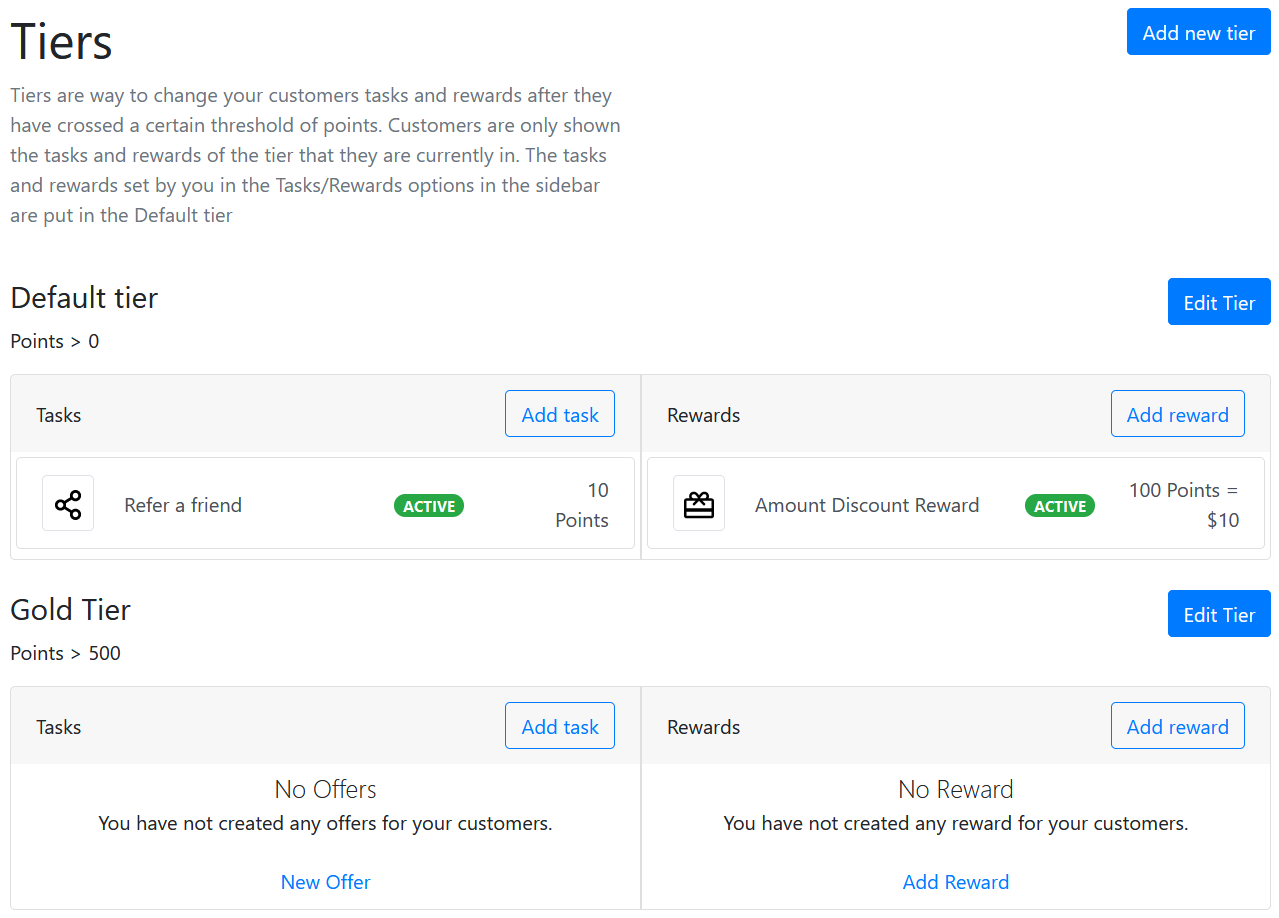 Tiers
Add new tier
Tiers are way to change your customers tasks and rewards after they
have crossed a certain threshold of points. Customers are only shown
the tasks and rewards of the tier that they are currently in. The tasks
and rewards set by you in the Tasks/Rewards options in the sidebar
are put in the Default tier
Default tier
Edit Tier
Points > 0
Tasks
Add task
Refer a friend
ACTIVE
10
Points
Rewards
Add reward
Amount Discount Reward
ACTIVE
100 Points =
$10
Gold Tier
Edit Tier
Points > 500
Tasks
Add task
No Offers
You have not created any offers for your customers.
New Offer
Rewards
Add reward
No Reward
You have not created any reward for your customers.
Add Reward